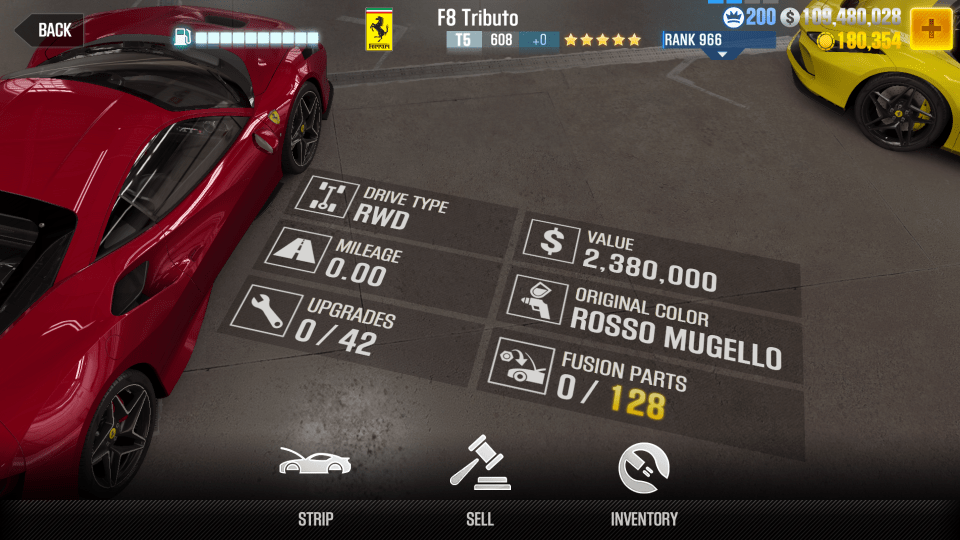 BACK
Ferrari
F8 Tributo
T5 608 +0
RANK 966
200 $ 109,480,028
180,354
DRIVE TYPE
RWD
MILEAGE
0.00
UPGRADES
0 / 42
$ VALUE
2,380,000
ORIGINAL COLOR
ROSSO MUGELLO
FUSION PARTS
0 / 128
STRIP
SELL
INVENTORY